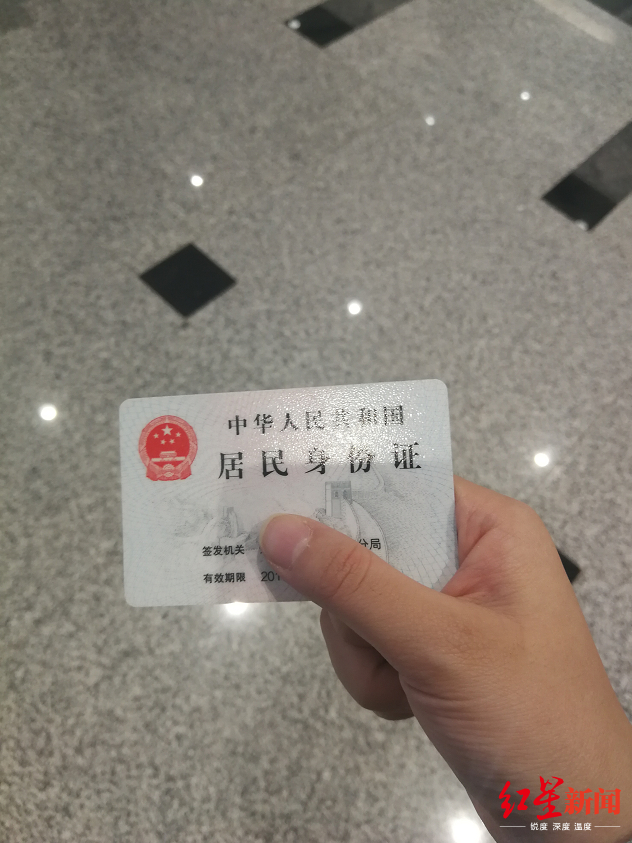 中华人民共和国
居民身份证
签发机关 分局
有效期限 201
红星新闻
锐度 深度 温度